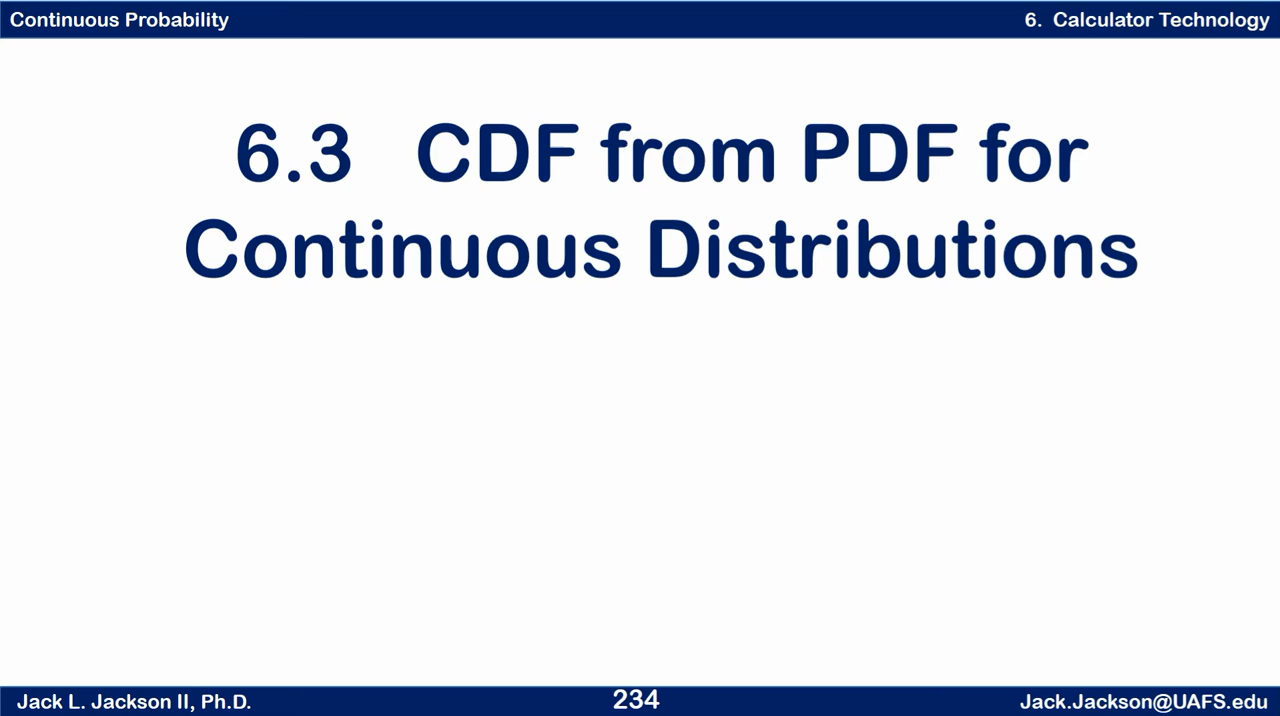 Continuous Probability
6. Calculator Technology
6.3 CDF from PDF for
Continuous Distributions
Jack L. Jackson II, Ph.D.
234
Jack.Jackson@UAFS.edu